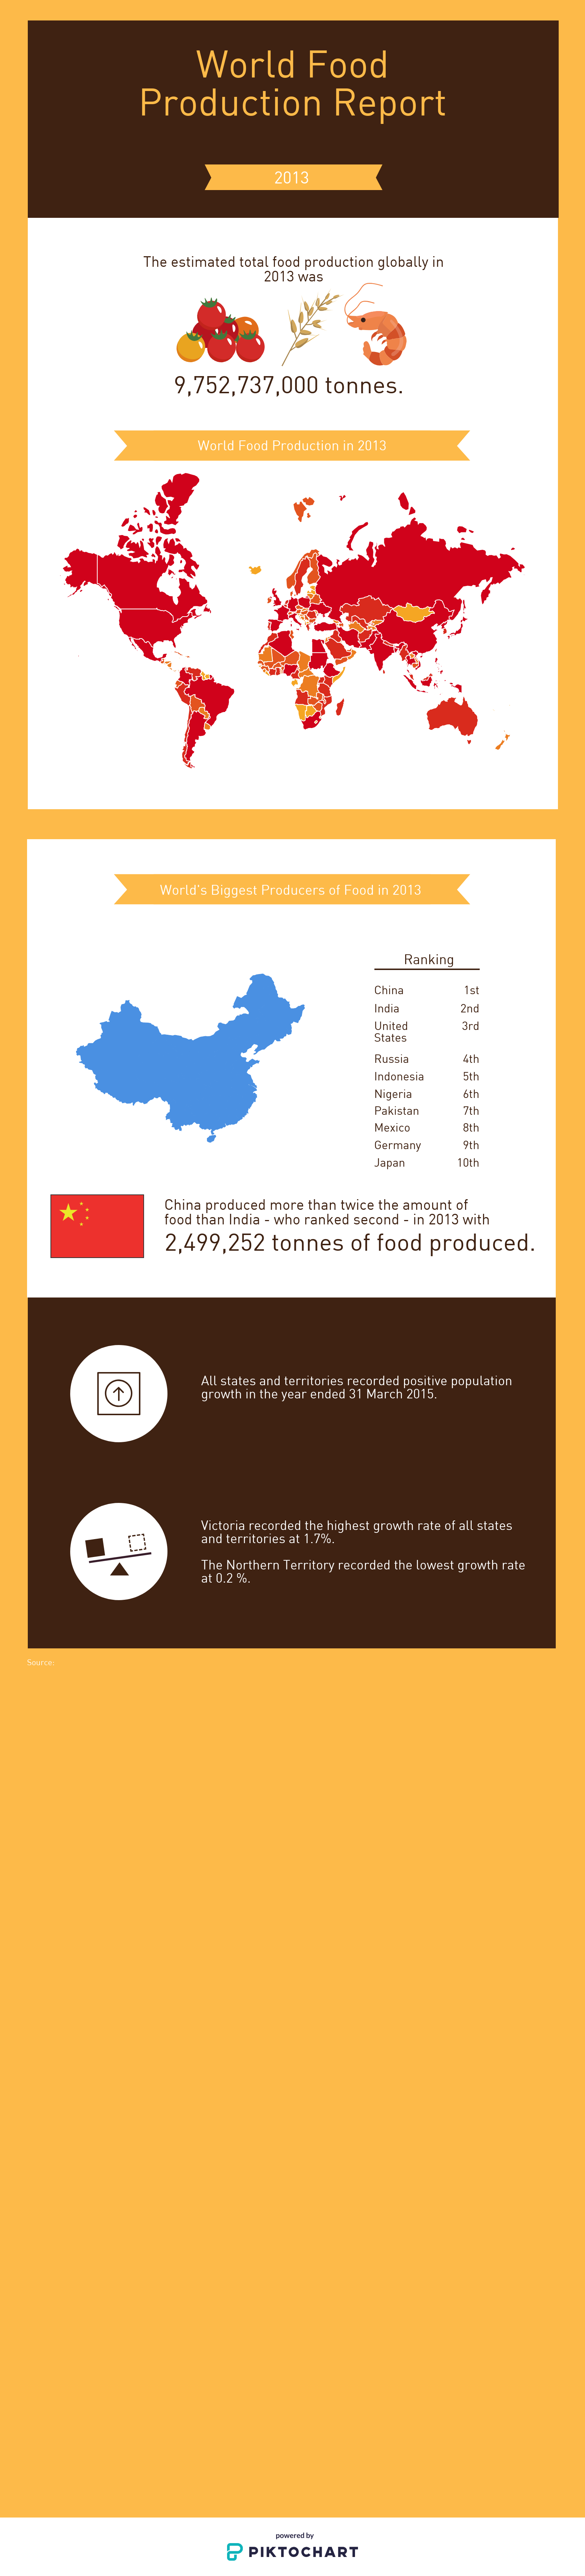 World Food
Production Report
2013
The estimated total food production globally in
2013 was
9,752,737,000 tonnes.
World Food Production in 2013
World's Biggest Producers of Food in 2013
Ranking
China 1st
India 2nd
United 3rd
States
Russia 4th
Indonesia 5th
Nigeria 6th
Pakistan 7th
Mexico 8th
Germany 9th
Japan 10th
China produced more than twice the amount of
food than India - who ranked second - in 2013 with
2,499,252 tonnes of food produced.
All states and territories recorded positive population
growth in the year ended 31 March 2015.
Victoria recorded the highest growth rate of all states
and territories at 1.7%.
The Northern Territory recorded the lowest growth rate
at 0.2 %.
Source:
powered by
PIKTOCHART